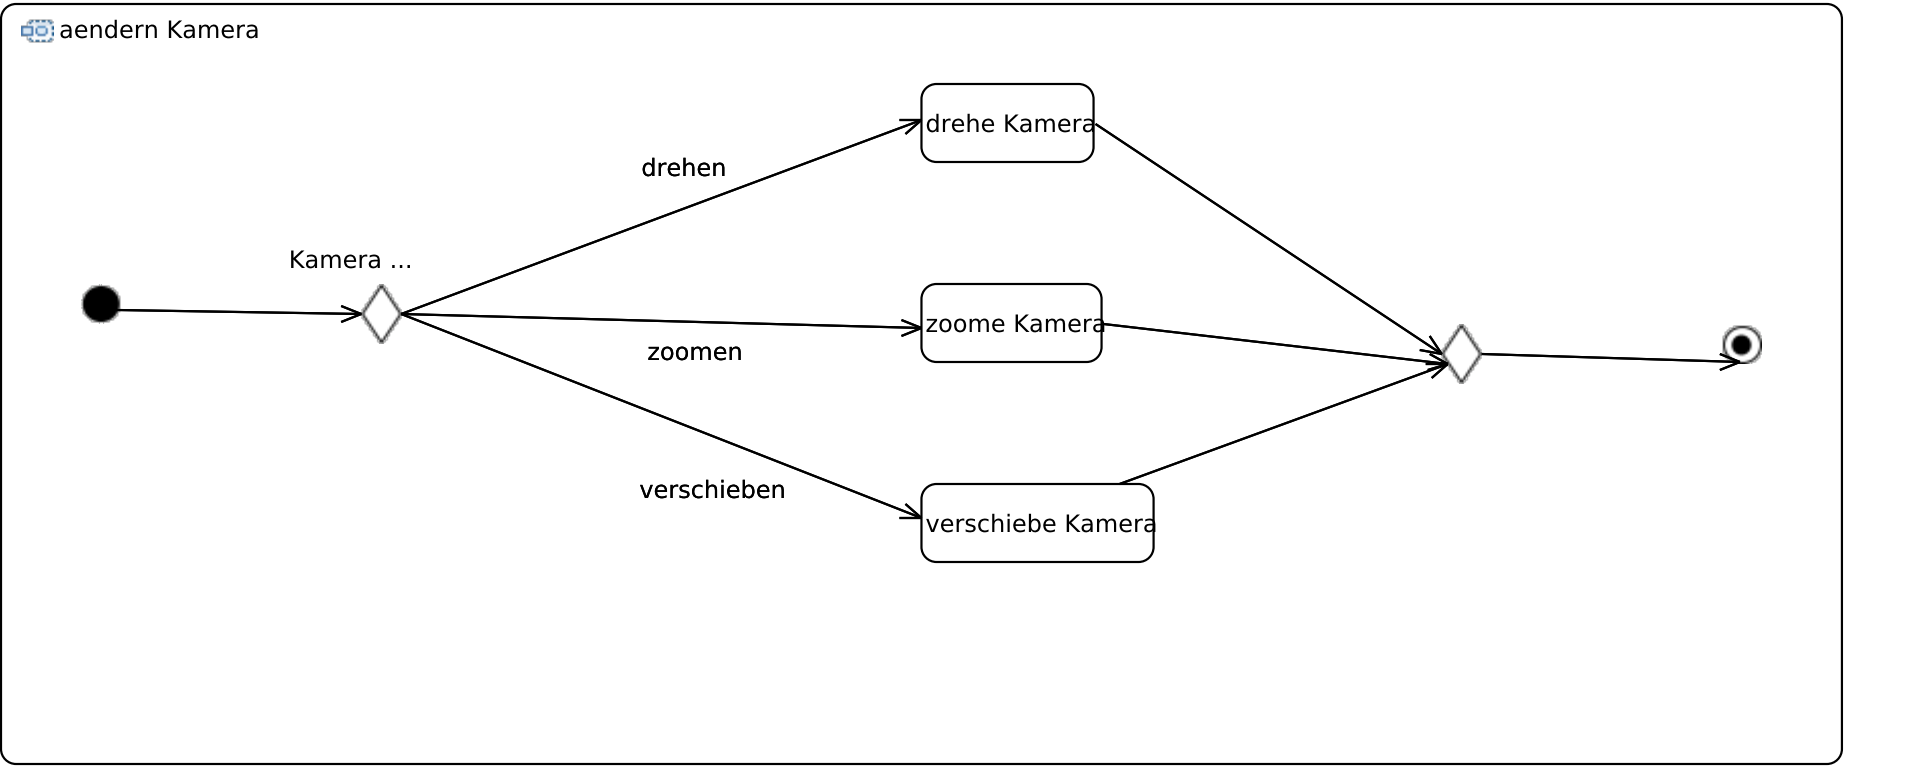 aendern Kamera
drehe Kamera
drehen
Kamera ...
zoome Kamera
zoomen
verschieben
verschiebe Kamera